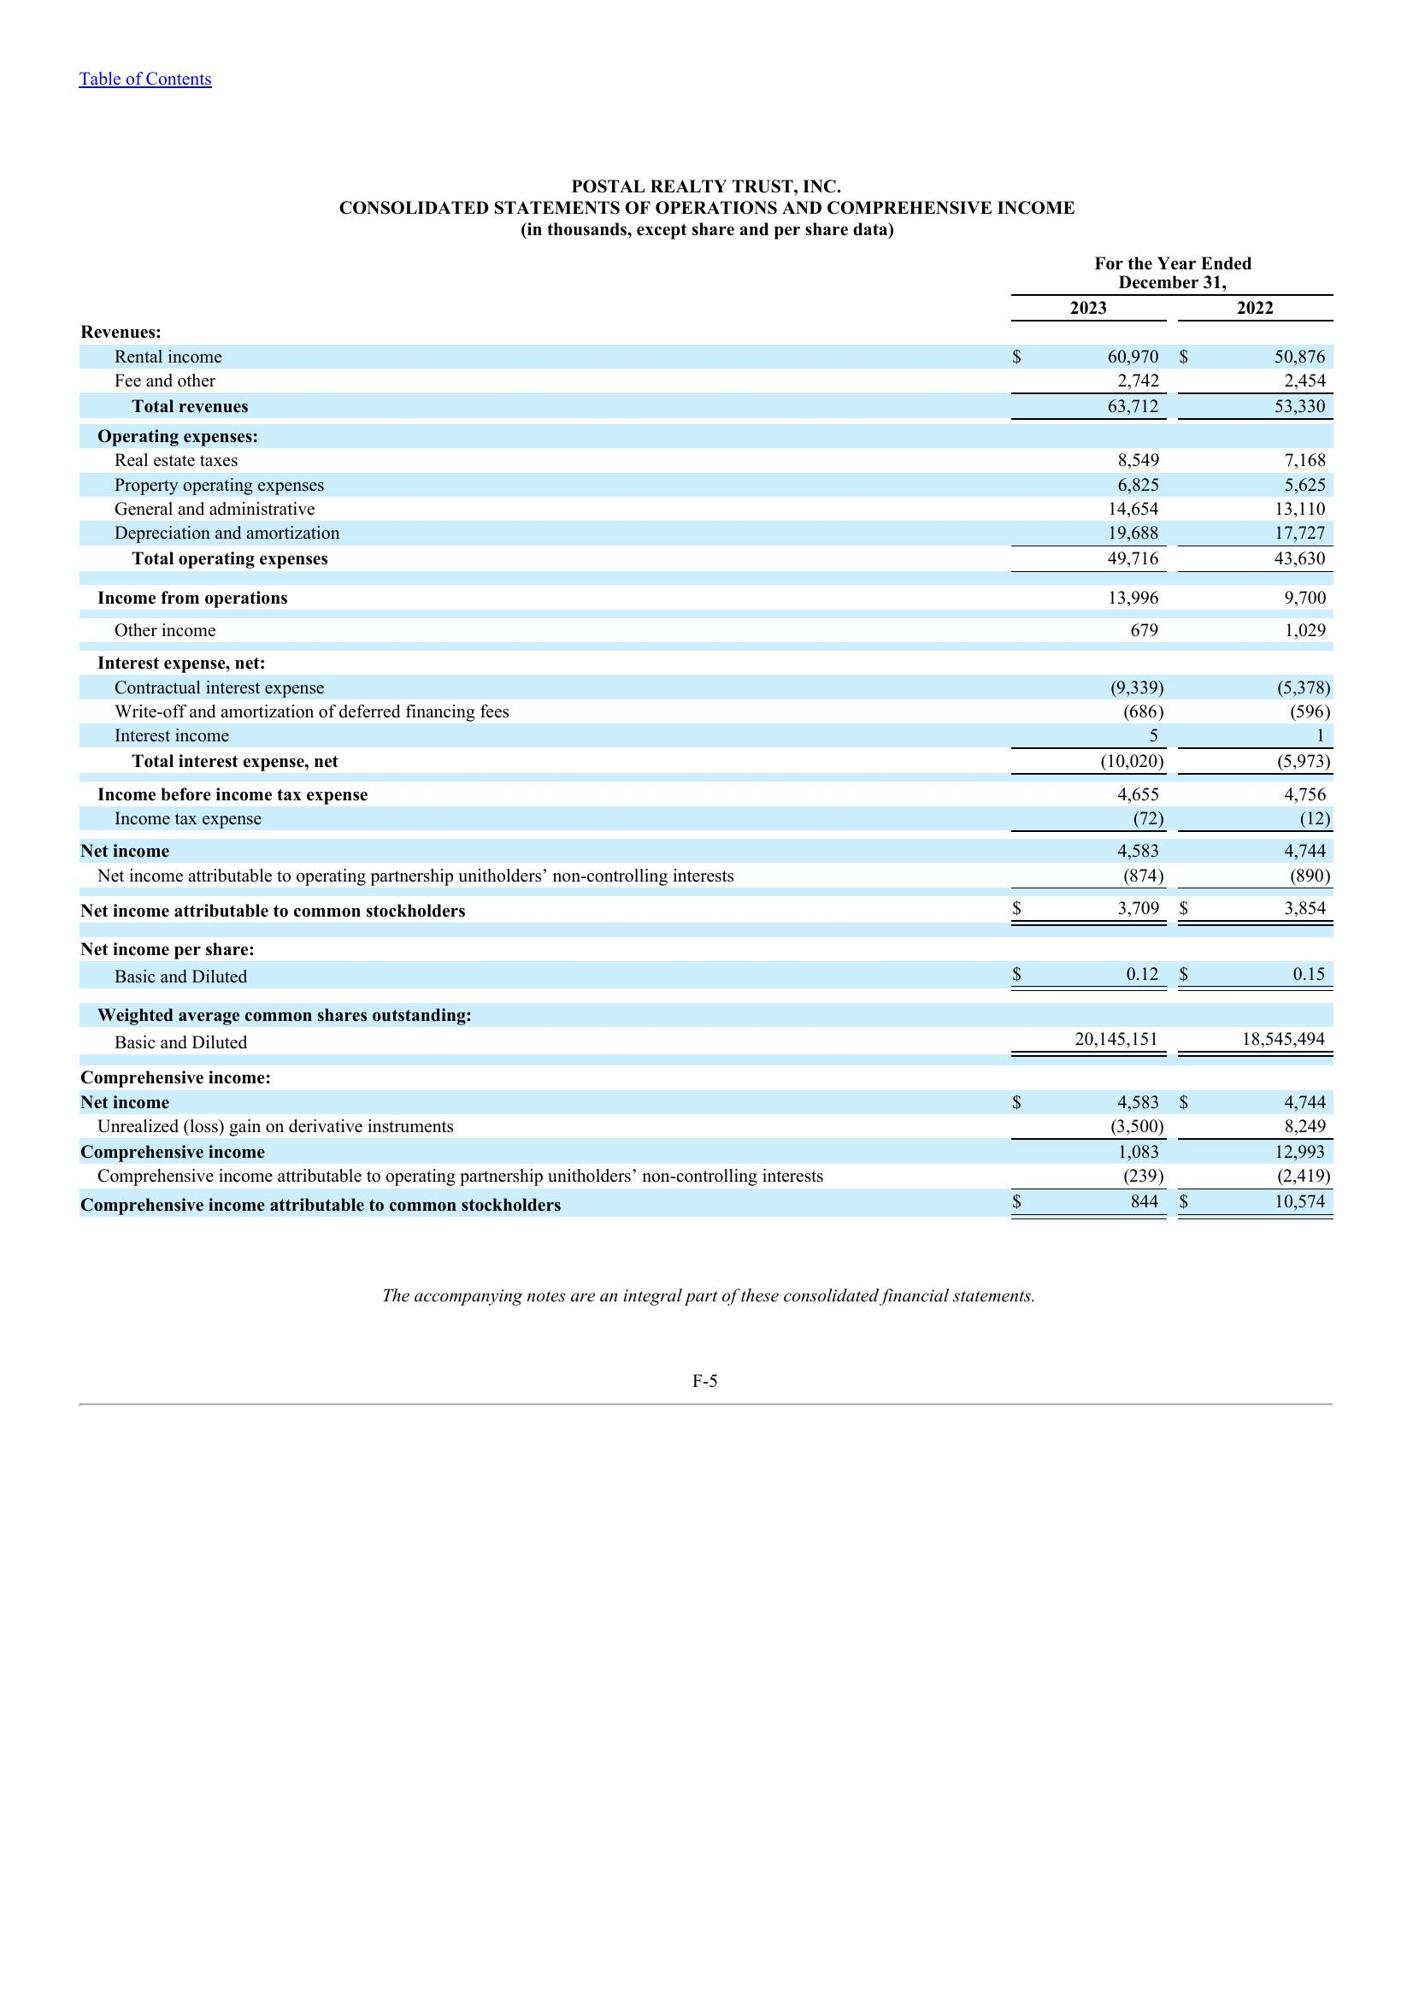 Table of Contents
POSTAL REALTY TRUST, INC.
CONSOLIDATED STATEMENTS OF OPERATIONS AND COMPREHENSIVE INCOME
(in thousands, except share and per share data)
For the Year Ended
December 31,
2023 2022
Revenues:
Rental income $ 60,970 $ 50,876
Fee and other 2,742 2,454
Total revenues 63,712 53,330
Operating expenses:
Real estate taxes 8,549 7,168
Property operating expenses 6,825 5,625
General and administrative 14,654 13,110
Depreciation and amortization 19,688 17,727
Total operating expenses 49,716 43,630
Income from operations 13,996 9,700
Other income 679 1,029
Interest expense, net:
Contractual interest expense (9,339) (5,378)
Write-off and amortization of deferred financing fees (686) (596)
Interest income 5 1
Total interest expense, net (10,020) (5,973)
Income before income tax expense 4,655 4,756
Income tax expense (72) (12)
Net income 4,583 4,744
Net income attributable to operating partnership unitholders’ non-controlling interests (874) (890)
Net income attributable to common stockholders $ 3,709 $ 3,854
Net income per share:
Basic and Diluted $ 0.12 $ 0.15
Weighted average common shares outstanding:
Basic and Diluted 20,145,151 18,545,494
Comprehensive income:
Net income $ 4,583 $ 4,744
Unrealized (loss) gain on derivative instruments (3,500) 8,249
Comprehensive income 1,083 12,993
Comprehensive income attributable to operating partnership unitholders’ non-controlling interests (239) (2,419)
Comprehensive income attributable to common stockholders $ 844 $ 10,574
The accompanying notes are an integral part of these consolidated financial statements.
F-5